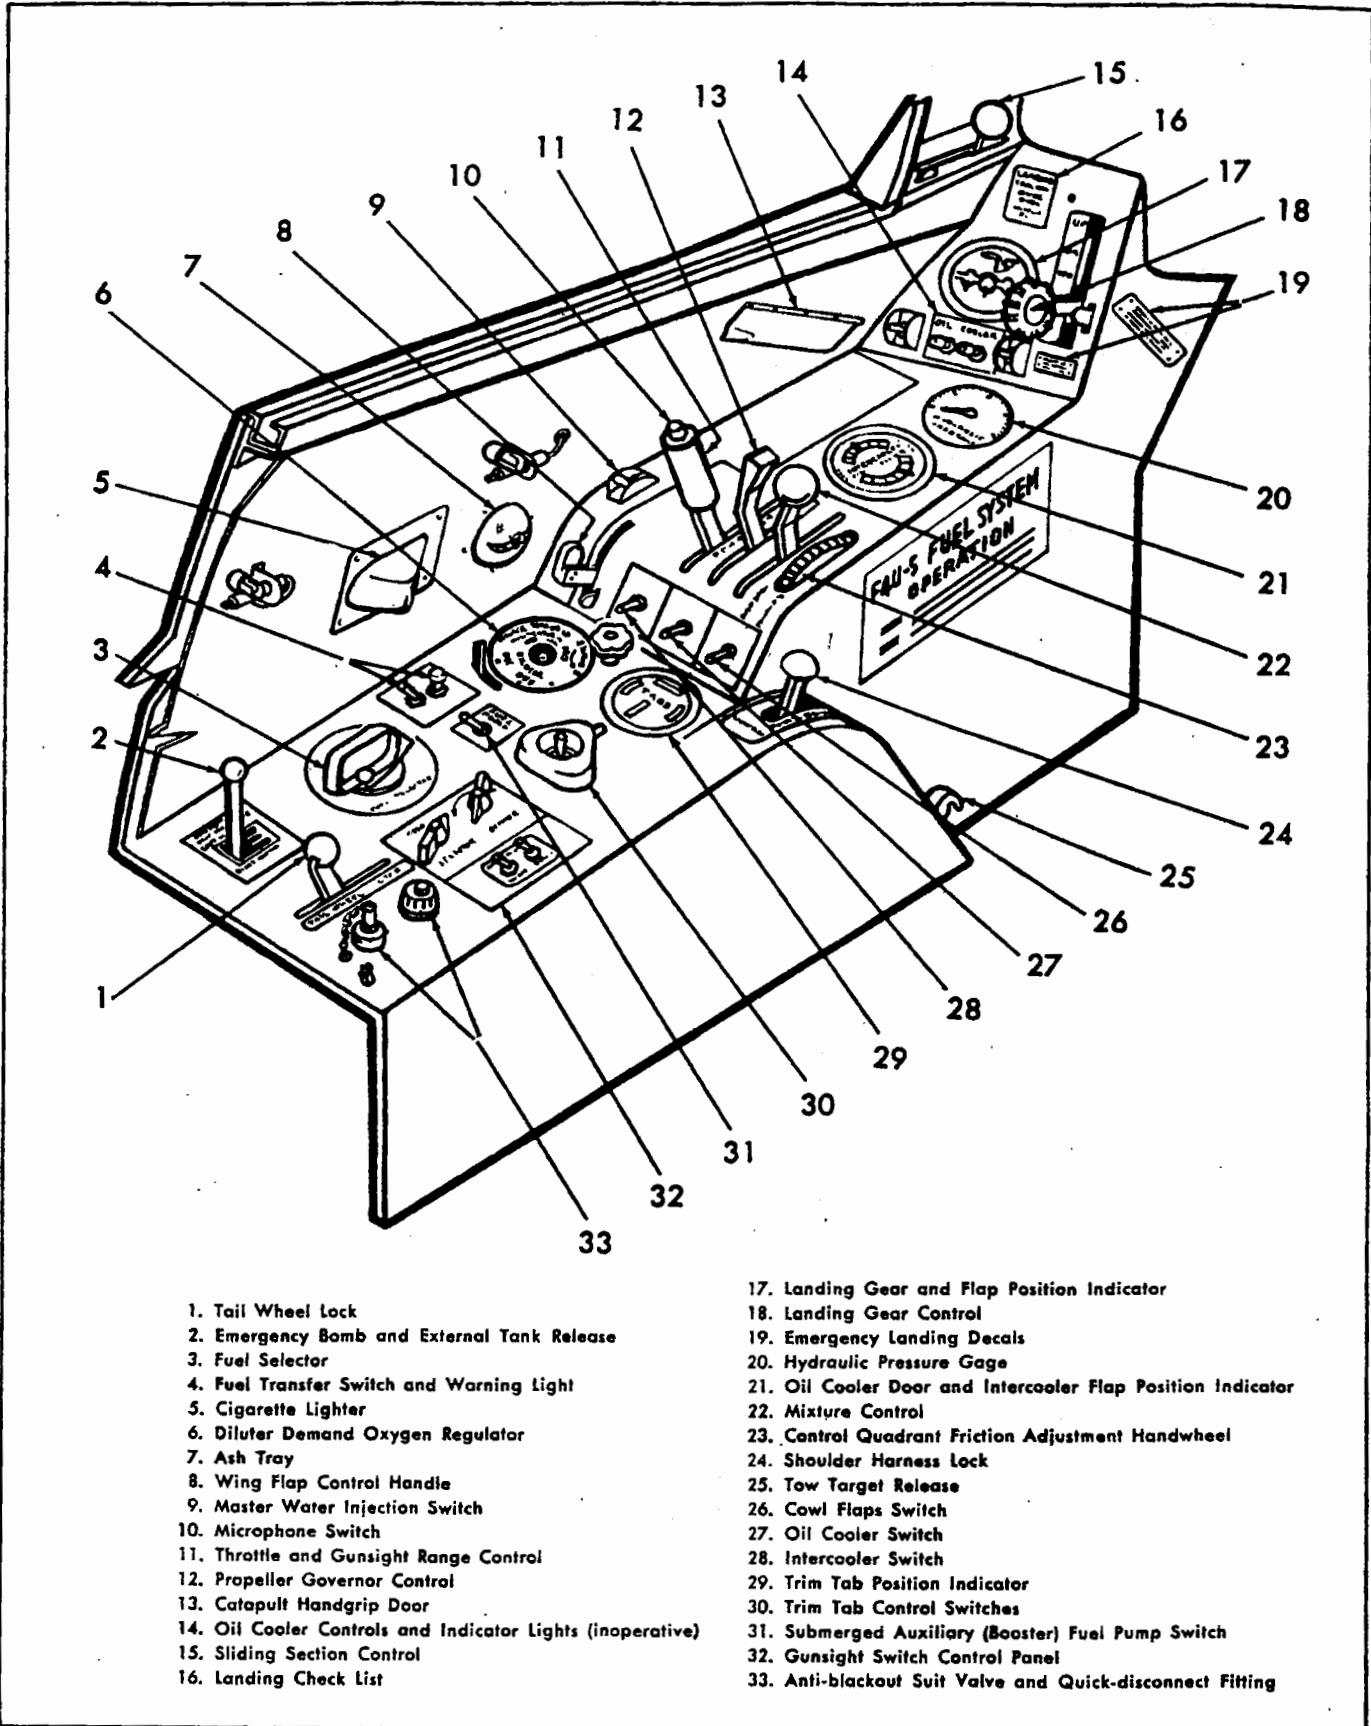 14
15
13
16
12
11
17
10
9
18
8
7
19
6
5
20
4
21
3
22
2
23
24
25
26
1
27
28
29
30
31
32
33
UP
OIL COOLER
F4U-5 FUEL SYSTEM
OPERATION
TABS
1. Tail Wheel Lock
2. Emergency Bomb and External Tank Release
3. Fuel Selector
4. Fuel Transfer Switch and Warning Light
5. Cigarette Lighter
6. Diluter Demand Oxygen Regulator
7. Ash Tray
8. Wing Flap Control Handle
9. Master Water Injection Switch
10. Microphone Switch
11. Throttle and Gunsight Range Control
12. Propeller Governor Control
13. Catapult Handgrip Door
14. Oil Cooler Controls and Indicator Lights (inoperative)
15. Sliding Section Control
16. Landing Check List
17. Landing Gear and Flap Position Indicator
18. Landing Gear Control
19. Emergency Landing Decals
20. Hydraulic Pressure Gage
21. Oil Cooler Door and Intercooler Flap Position Indicator
22. Mixture Control
23. Control Quadrant Friction Adjustment Handwheel
24. Shoulder Harness Lock
25. Tow Target Release
26. Cowl Flaps Switch
27. Oil Cooler Switch
28. Intercooler Switch
29. Trim Tab Position Indicator
30. Trim Tab Control Switches
31. Submerged Auxiliary (Booster) Fuel Pump Switch
32. Gunsight Switch Control Panel
33. Anti-blackout Suit Valve and Quick-disconnect Fitting